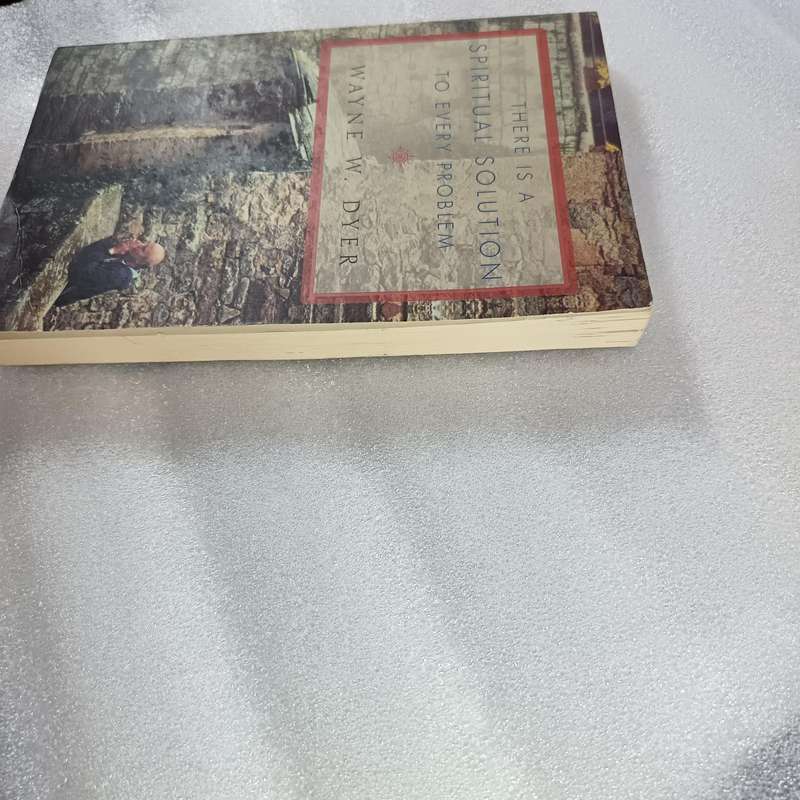 THERE IS A
SPIRITUAL SOLUTION
TO EVERY PROBLEM
WAYNE W. DYER